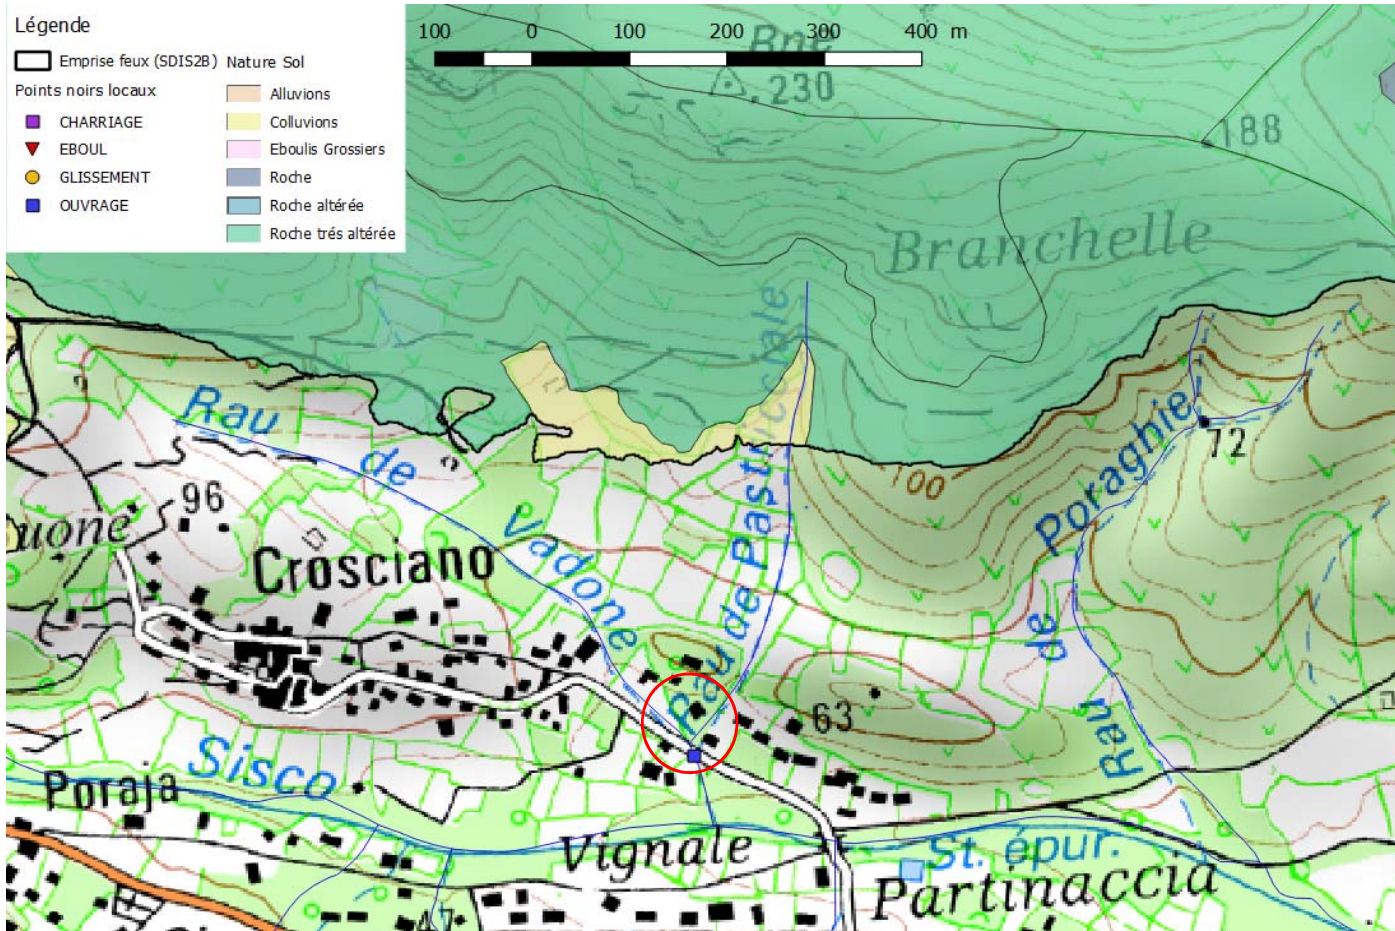 Légende
Emprise feux (SDIS2B)
Points noirs locaux
CHARRIAGE
EBOUL
GLISSEMENT
OUVRAGE
Nature Sol
Alluvions
Colluvions
Eboulis Grossiers
Roche
Roche altérée
Roche trés altérée
100 0 100 200 300 400 m
Bne
230
188
Branchelle
Rau de Vadone
Rau de Pastricciale
100
Rau de Poraghie
72
96
uone
Crosciano
63
Sisco
Poraja
Vignale
St. épur.
Partinaccia